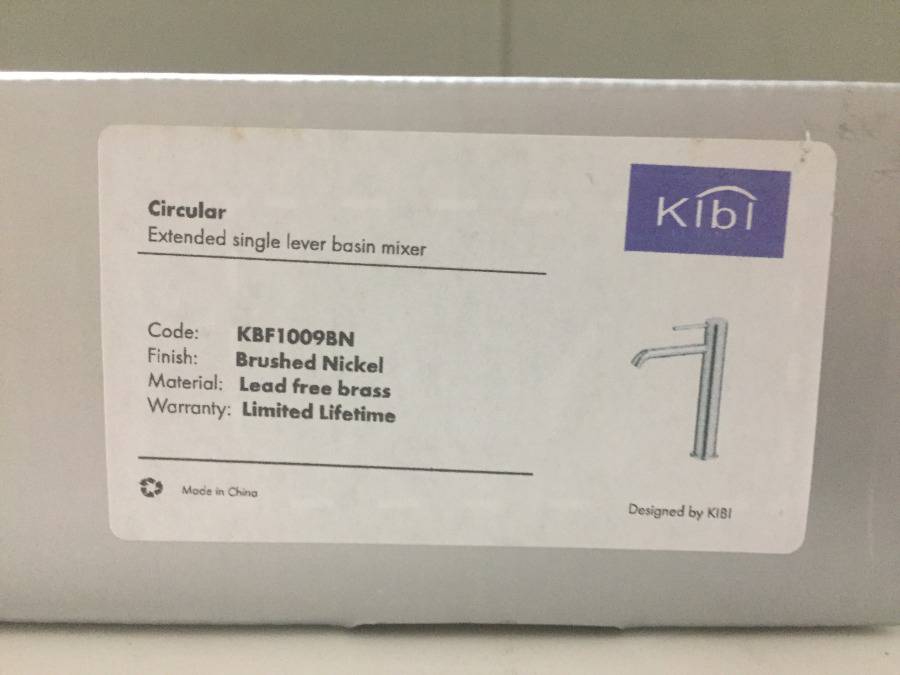 Circular
Extended single lever basin mixer
Kibi
Code: KBF1009BN
Finish: Brushed Nickel
Material: Lead free brass
Warranty: Limited Lifetime
Made in China
Designed by KIBI